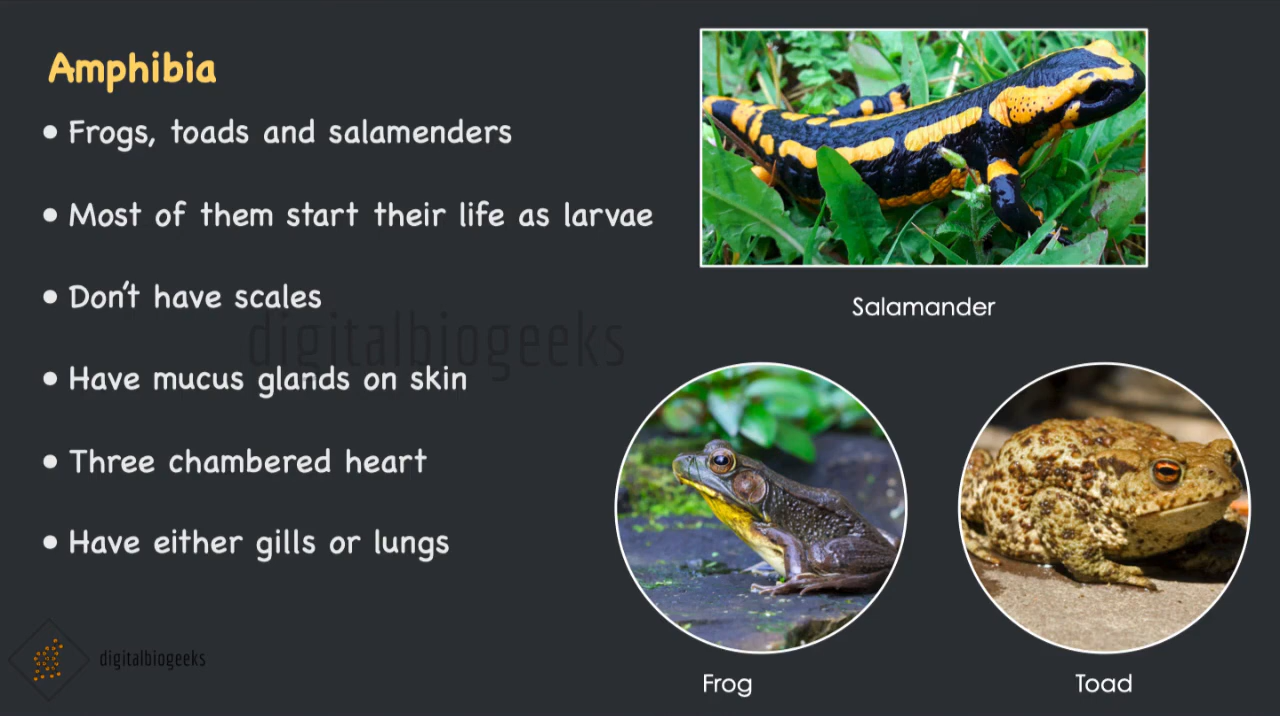 Amphibia
• Frogs, toads and salamenders
• Most of them start their life as larvae
• Don't have scales
• Have mucus glands on skin
• Three chambered heart
• Have either gills or lungs
Salamander
Frog
Toad
digitalbiogeeks
digitalbiogeeks